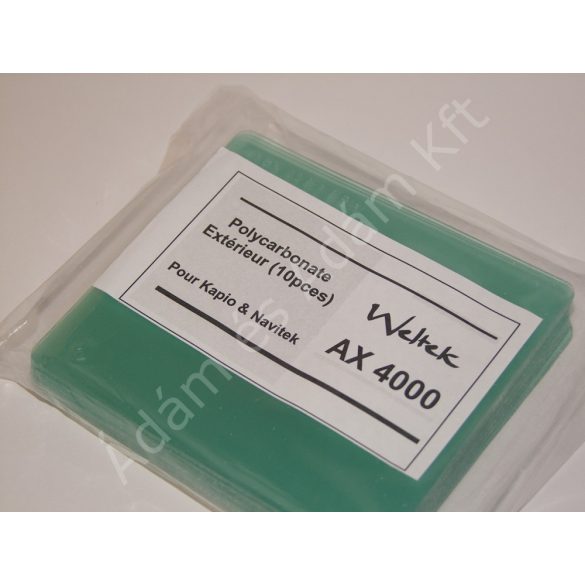 Polycarbonate
Extérieur (10pces)
Pour Kapio & Navitek
Weltek
AX 4000
Ádám és Ádám Kft